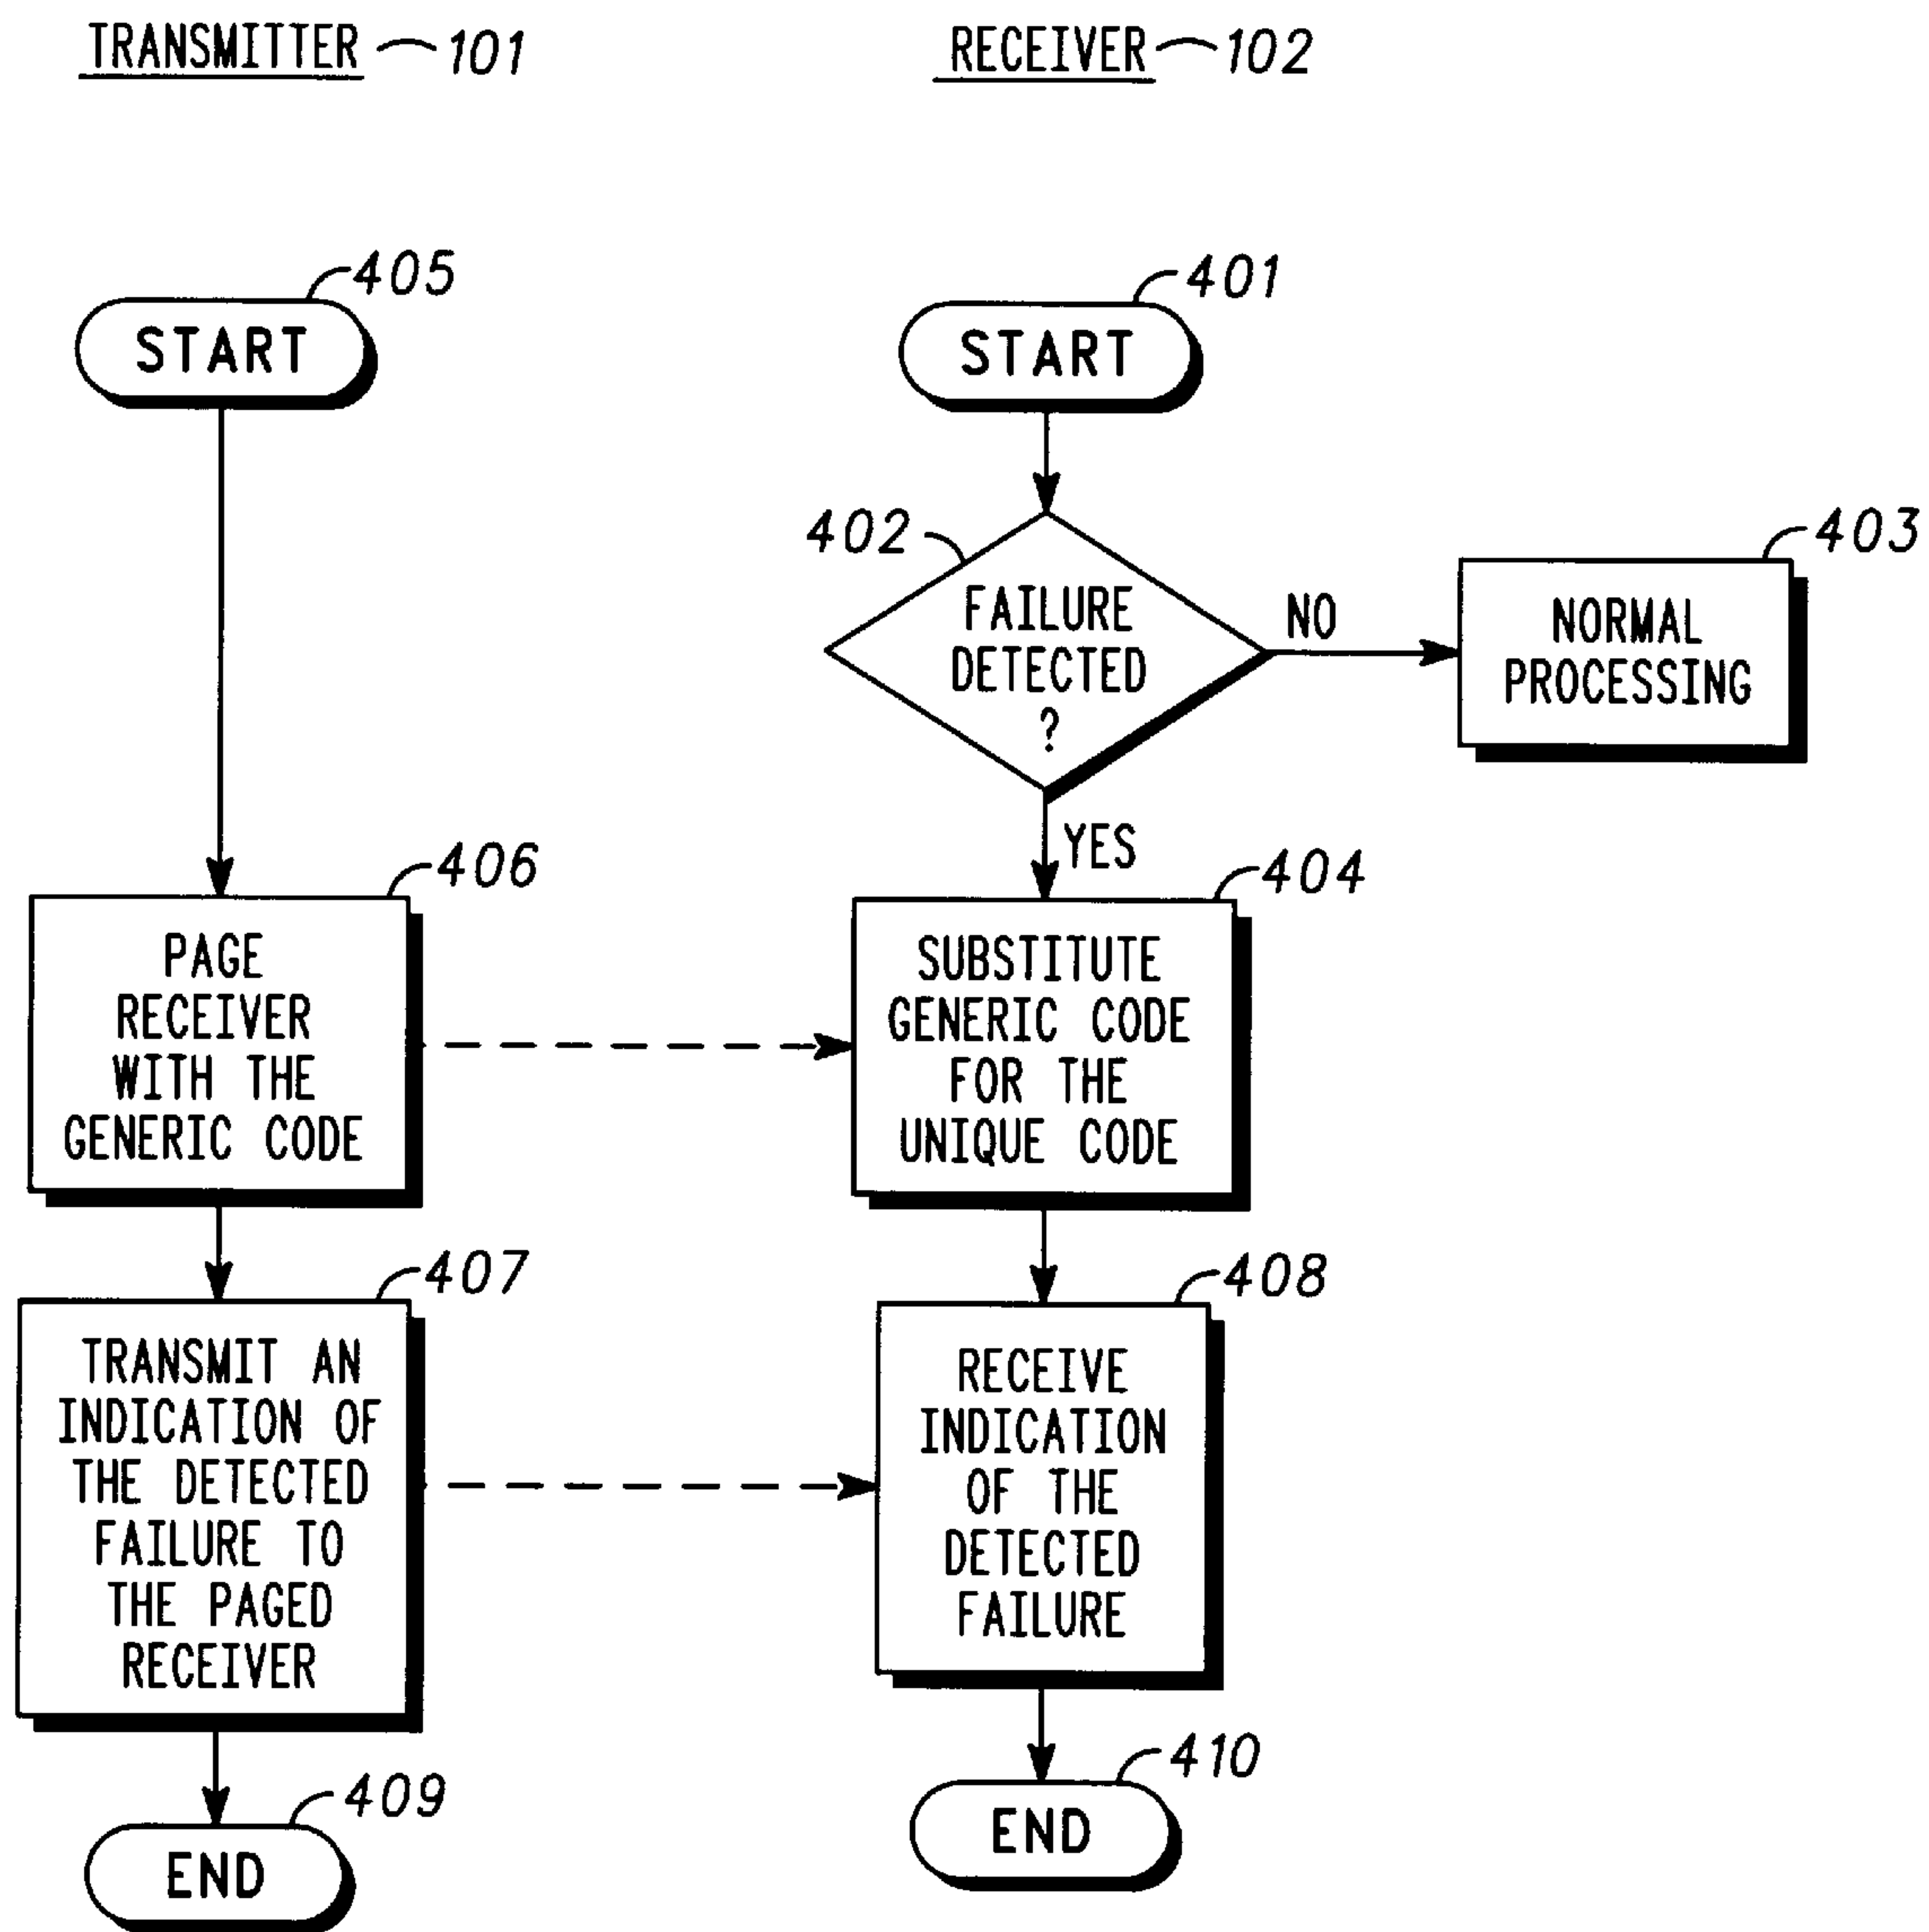 TRANSMITTER 101
RECEIVER 102
405
START
401
START
402
FAILURE
DETECTED
?
NO
403
NORMAL
PROCESSING
YES
406
PAGE
RECEIVER
WITH THE
GENERIC CODE
404
SUBSTITUTE
GENERIC CODE
FOR THE
UNIQUE CODE
407
TRANSMIT AN
INDICATION OF
THE DETECTED
FAILURE TO
THE PAGED
RECEIVER
408
RECEIVE
INDICATION
OF THE
DETECTED
FAILURE
409
END
410
END